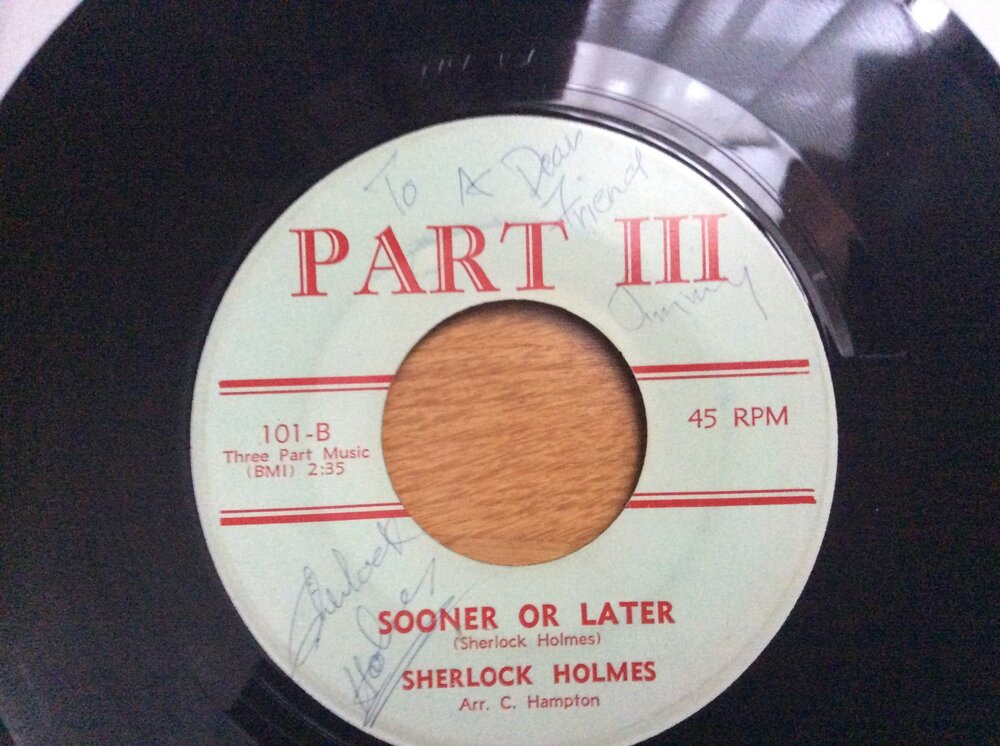 To A Dear
Friend
PART III
Jimmy
101-B
Three Part Music
(BMI) 2:35
45 RPM
Sherlock
Holmes
SOONER OR LATER
(Sherlock Holmes)
SHERLOCK HOLMES
Arr. C. Hampton